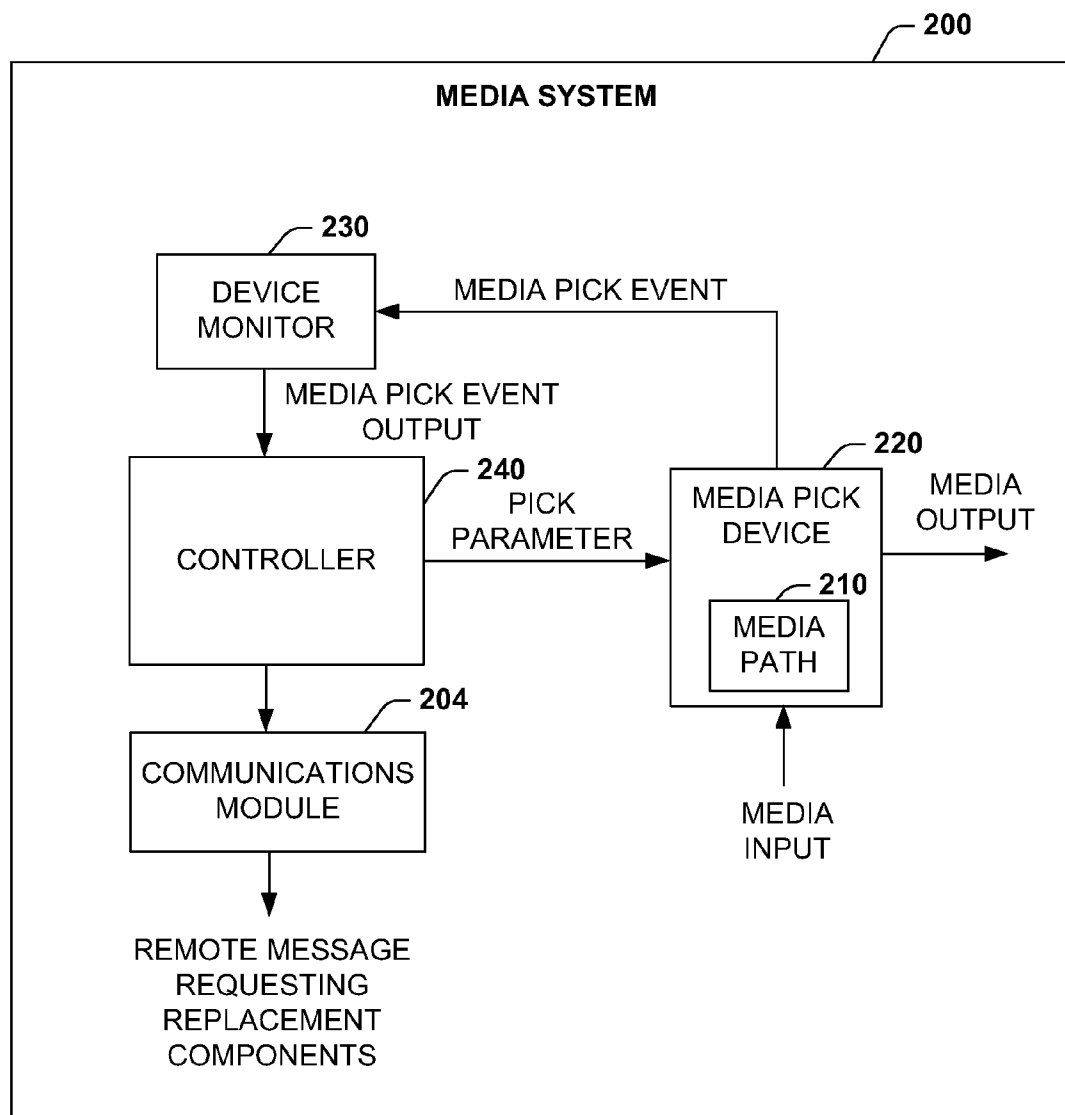 200
MEDIA SYSTEM
230
DEVICE
MONITOR
MEDIA PICK EVENT
MEDIA PICK EVENT
OUTPUT
240
CONTROLLER
PICK
PARAMETER
220
MEDIA PICK
DEVICE
210
MEDIA
PATH
MEDIA
OUTPUT
204
COMMUNICATIONS
MODULE
MEDIA
INPUT
REMOTE MESSAGE
REQUESTING
REPLACEMENT
COMPONENTS